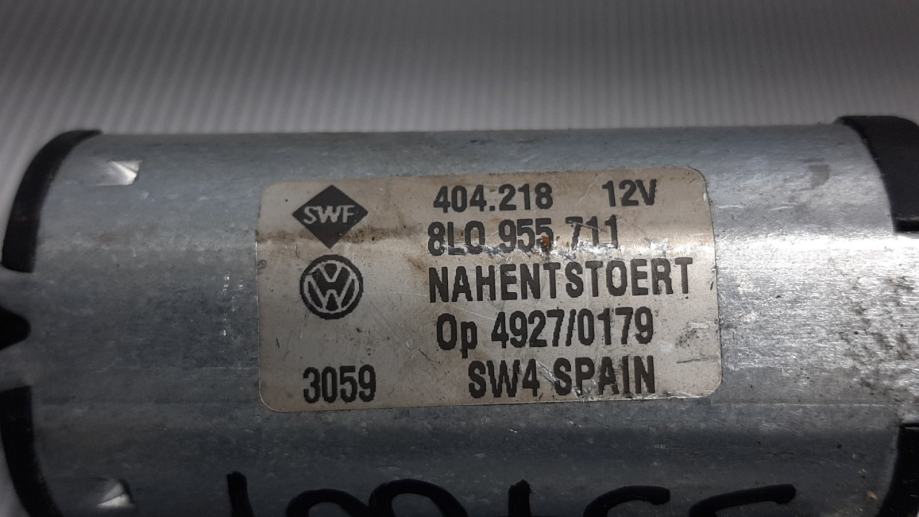 SWF 404.218 12V
8L0 955 711
NAHENTSTOERT
Op 4927/0179
3059 SW4 SPAIN